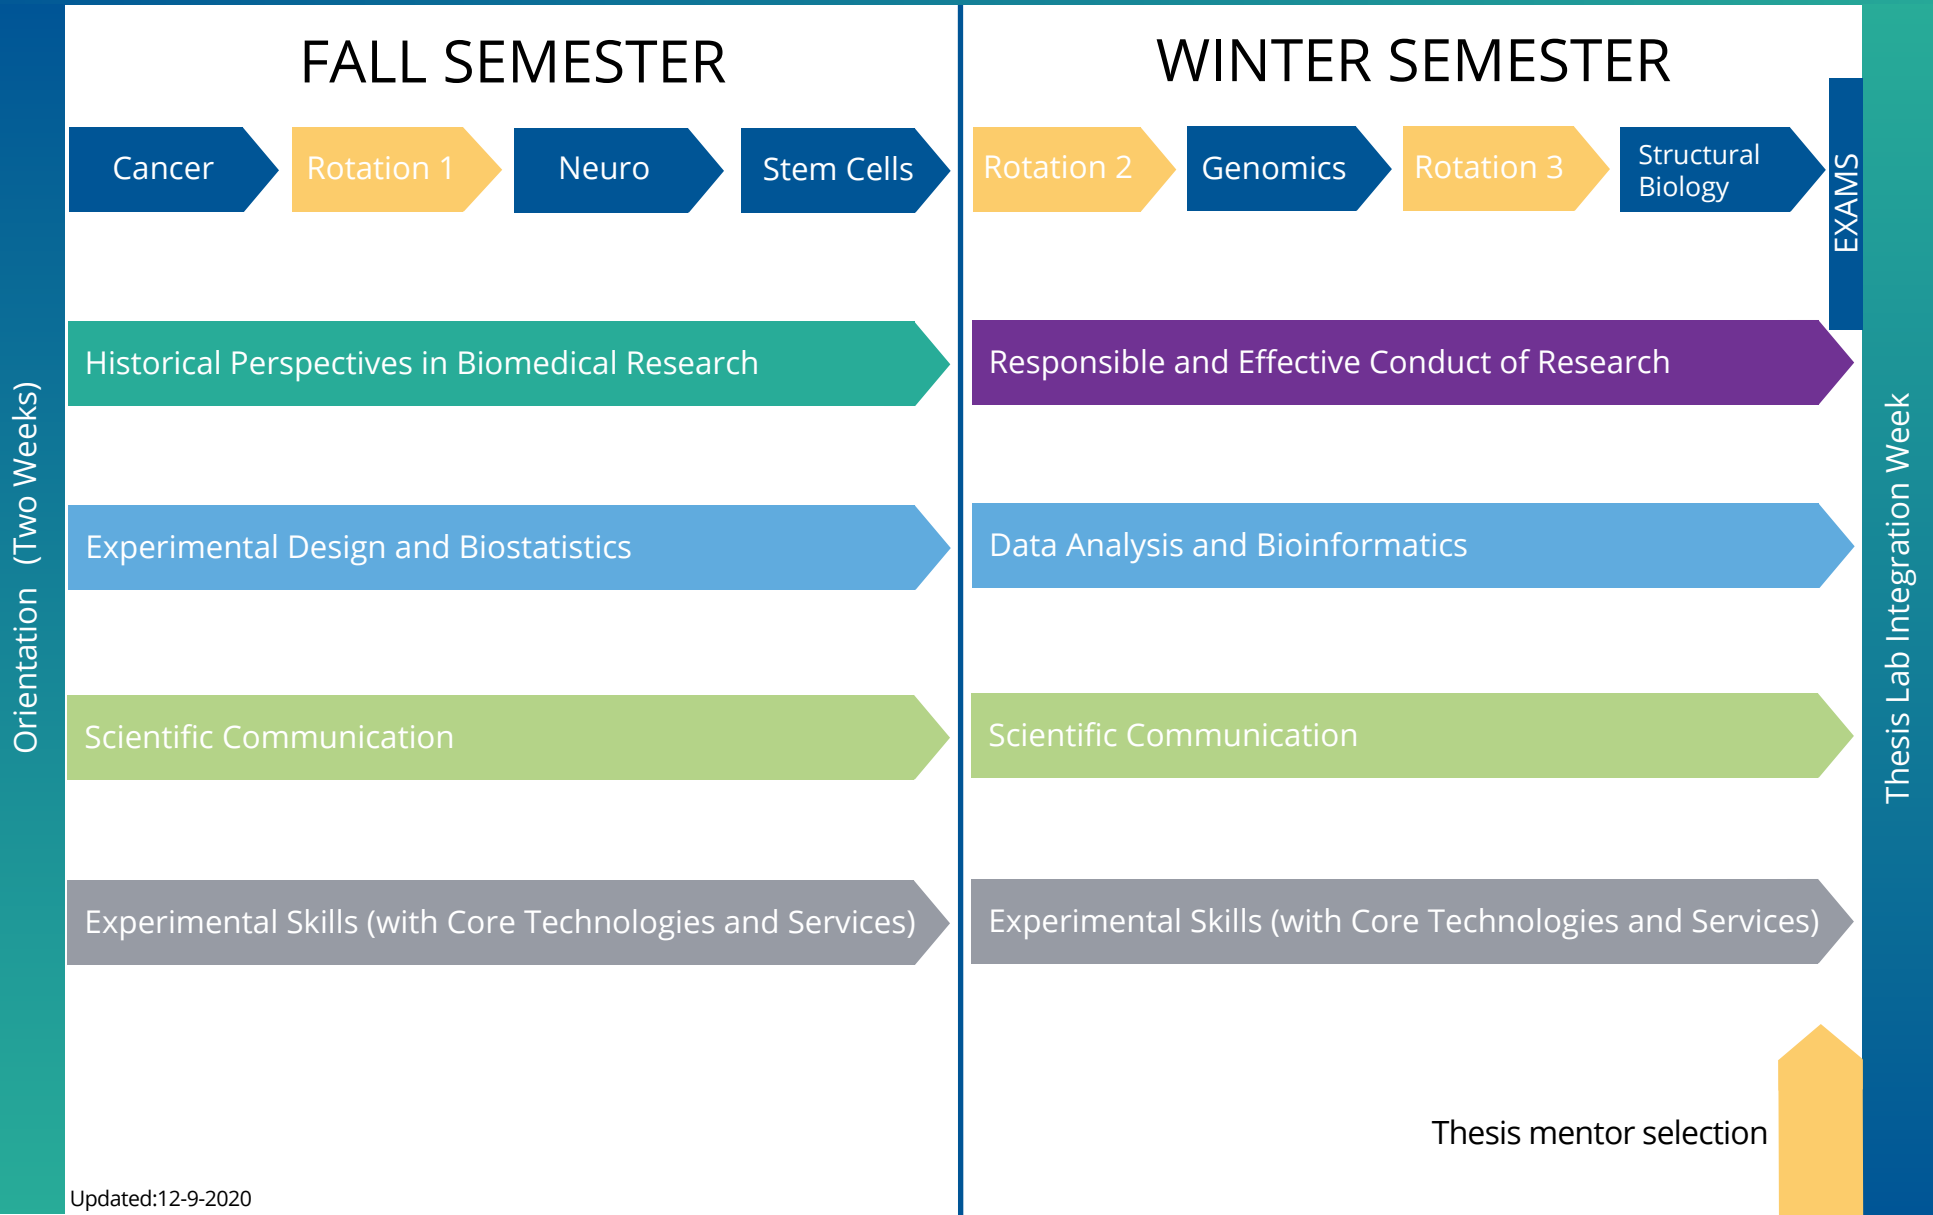 FALL SEMESTER
WINTER SEMESTER
Cancer
Rotation 1
Neuro
Stem Cells
Rotation 2
Genomics
Rotation 3
Structural
Biology
EXAMS
Historical Perspectives in Biomedical Research
Responsible and Effective Conduct of Research
Orientation (Two Weeks)
Thesis Lab Integration Week
Experimental Design and Biostatistics
Data Analysis and Bioinformatics
Scientific Communication
Scientific Communication
Experimental Skills (with Core Technologies and Services)
Experimental Skills (with Core Technologies and Services)
Thesis mentor selection
Updated:12-9-2020